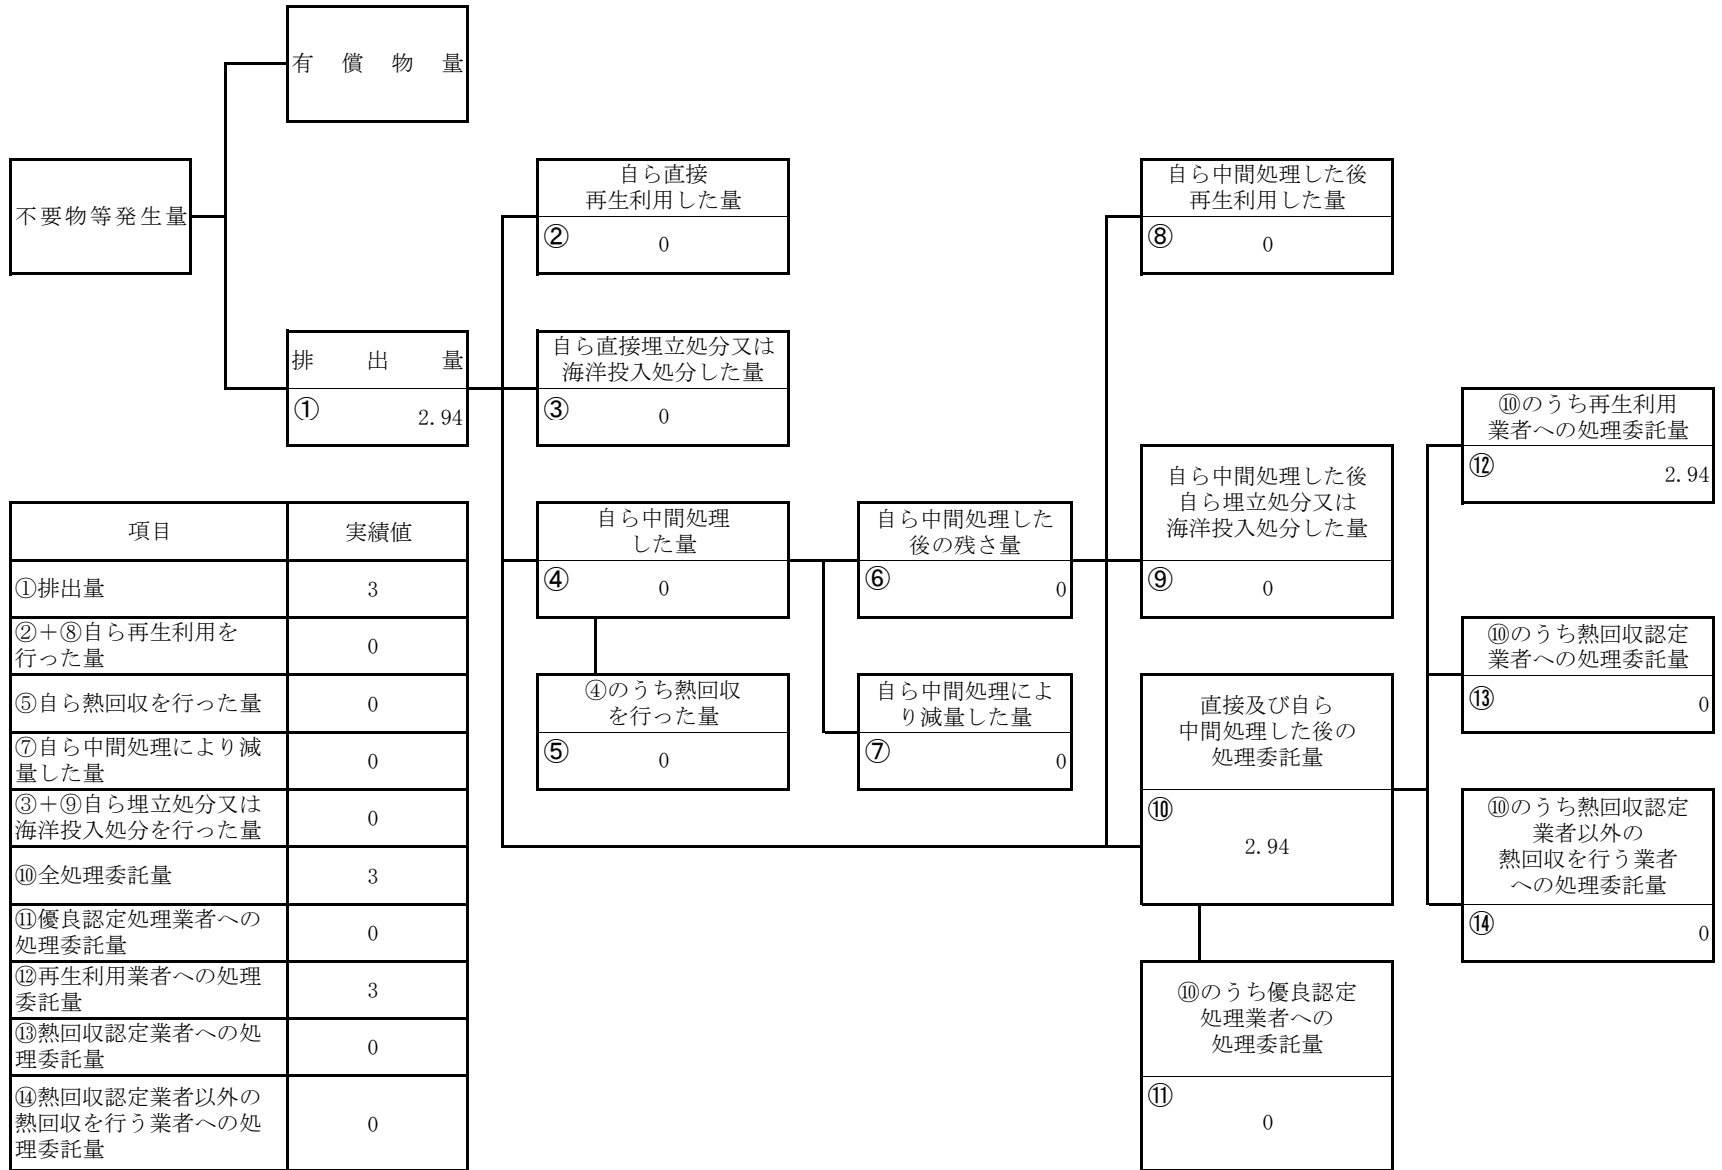 有償物量
不要物等発生量
排出量
①
2.94
自ら直接
再生利用した量
②
0
自ら直接埋立処分又は
海洋投入処分した量
③
0
自ら中間処理
した量
④
0
④のうち熱回収
を行った量
⑤
0
自ら中間処理した
後の残さ量
⑥
0
自ら中間処理によ
り減量した量
⑦
0
自ら中間処理した後
再生利用した量
⑧
0
自ら中間処理した後
自ら埋立処分又は
海洋投入処分した量
⑨
0
直接及び自ら
中間処理した後の
処理委託量
⑩
2.94
⑩のうち優良認定
処理業者への
処理委託量
⑪
0
⑩のうち再生利用
業者への処理委託量
⑫
2.94
⑩のうち熱回収認定
業者への処理委託量
⑬
0
⑩のうち熱回収認定
業者以外の
熱回収を行う業者
への処理委託量
⑭
0
項目 実績値
①排出量 3
②＋⑧自ら再生利用を
行った量 0
⑤自ら熱回収を行った量 0
⑦自ら中間処理により減
量した量 0
③＋⑨自ら埋立処分又は
海洋投入処分を行った量 0
⑩全処理委託量 3
⑪優良認定処理業者への
処理委託量 0
⑫再生利用業者への処理
委託量 3
⑬熱回収認定業者への処
理委託量 0
⑭熱回収認定業者以外の
熱回収を行う業者への処
理委託量 0